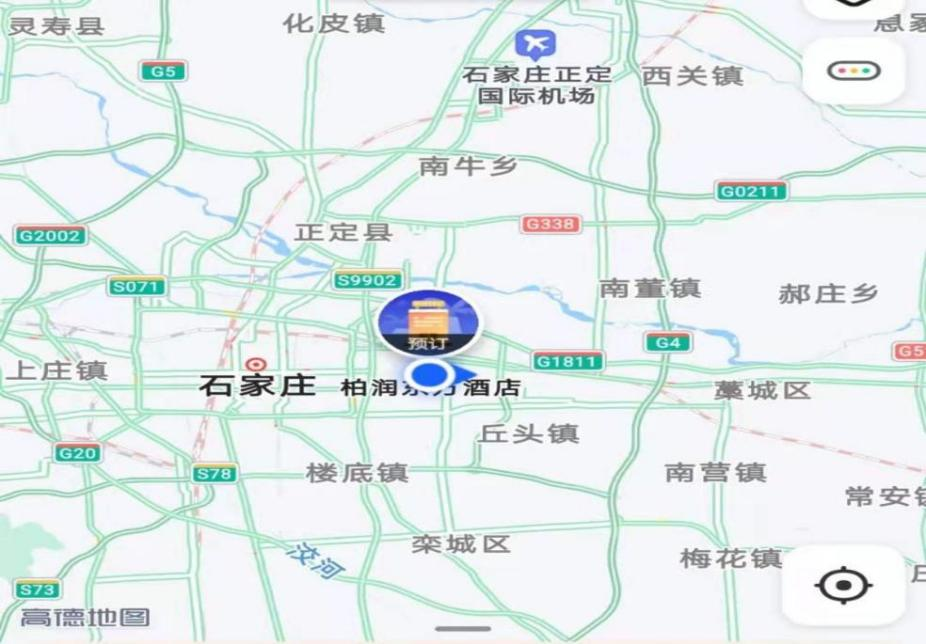 灵寿县
化皮镇
石家庄正定
国际机场
西关镇
G5
南牛乡
G0211
G338
正定县
G2002
S9902
S071
南董镇
郝庄乡
预订
G4
G1811
G5
上庄镇
石家庄
柏润东方酒店
藁城区
丘头镇
G20
S78
楼底镇
南营镇
常安镇
栾城区
汶河
梅花镇
S73
高德地图